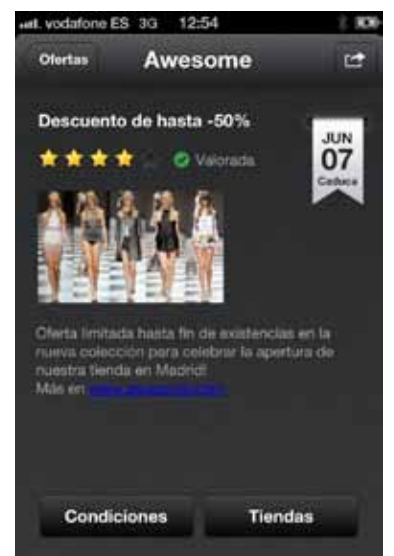 vodafone ES 3G 12:54
Ofertas Awesome
Descuento de hasta -50%
JUN
07
Caduca
Valorada
Oferta limitada hasta fin de existencias en la
nueva colección para celebrar la apertura de
nuestra tienda en Madrid!
Más en
Condiciones Tiendas